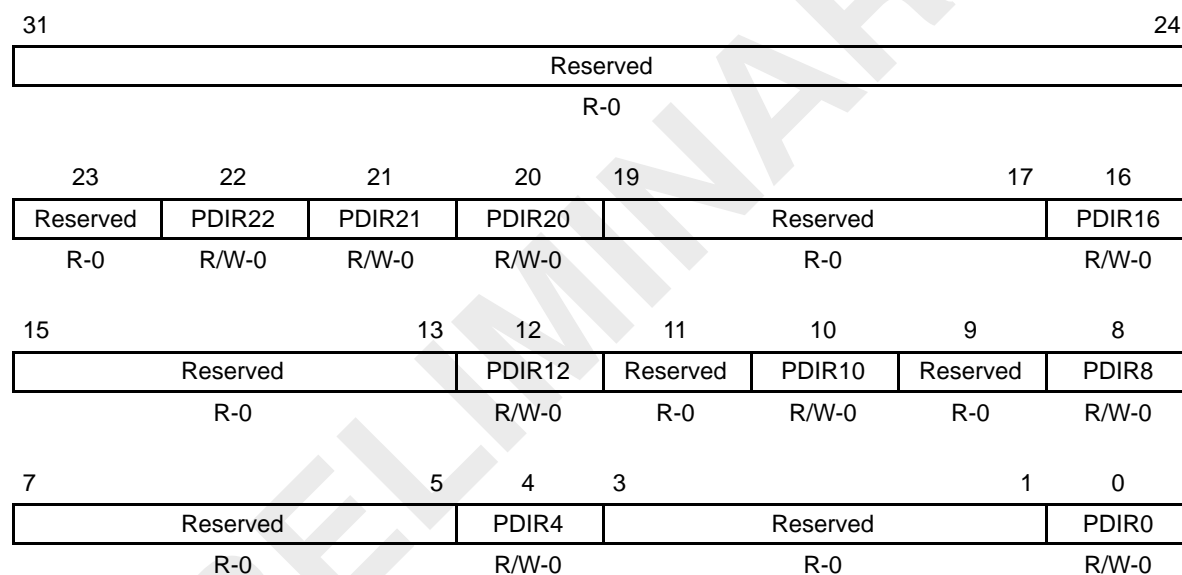 31 24
Reserved
R-0
23 22 21 20 19 17 16
Reserved PDIR22 PDIR21 PDIR20 Reserved PDIR16
R-0 R/W-0 R/W-0 R/W-0 R-0 R/W-0
15 13 12 11 10 9 8
Reserved PDIR12 Reserved PDIR10 Reserved PDIR8
R-0 R/W-0 R-0 R/W-0 R-0 R/W-0
7 5 4 3 1 0
Reserved PDIR4 Reserved PDIR0
R-0 R/W-0 R-0 R/W-0